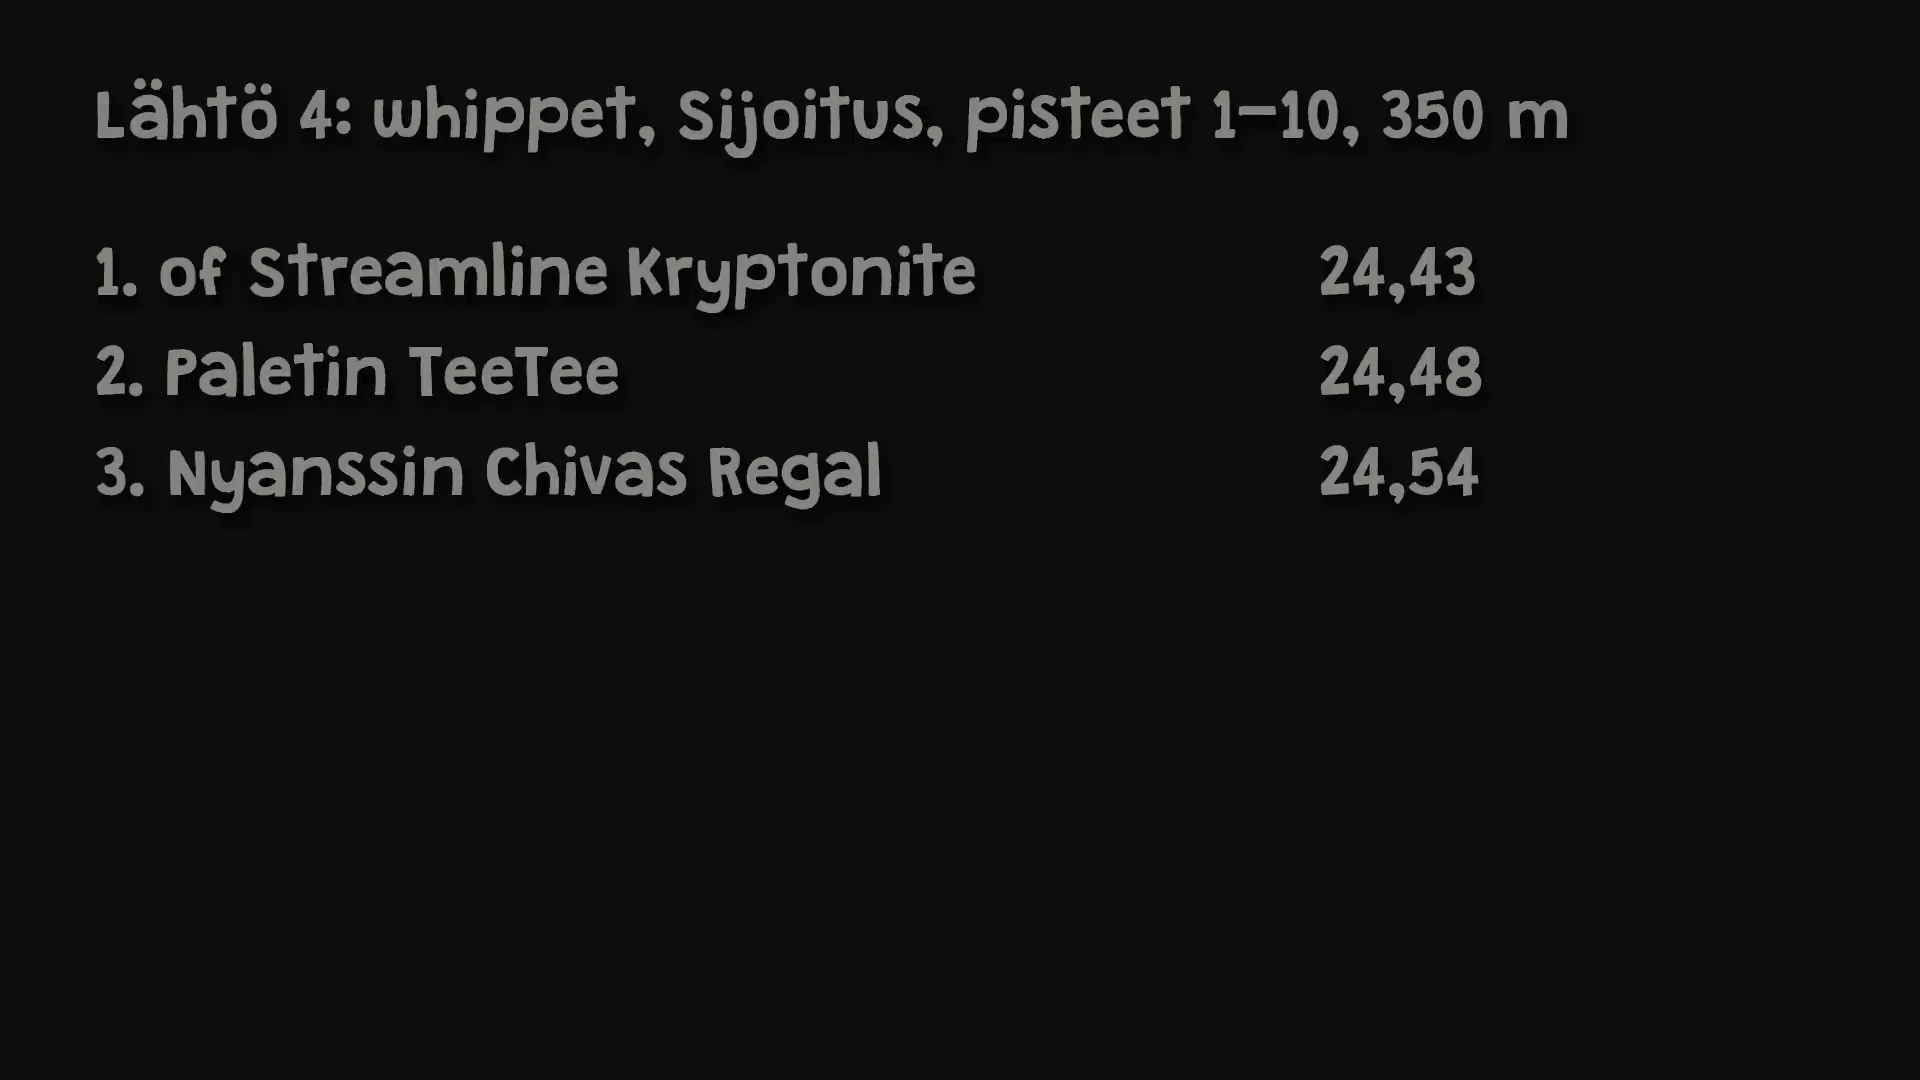 Lähtö 4: whippet, Sijoitus, pisteet 1–10, 350 m
1. of Streamline Kryptonite 24,43
2. Paletin TeeTee 24,48
3. Nyanssin Chivas Regal 24,54